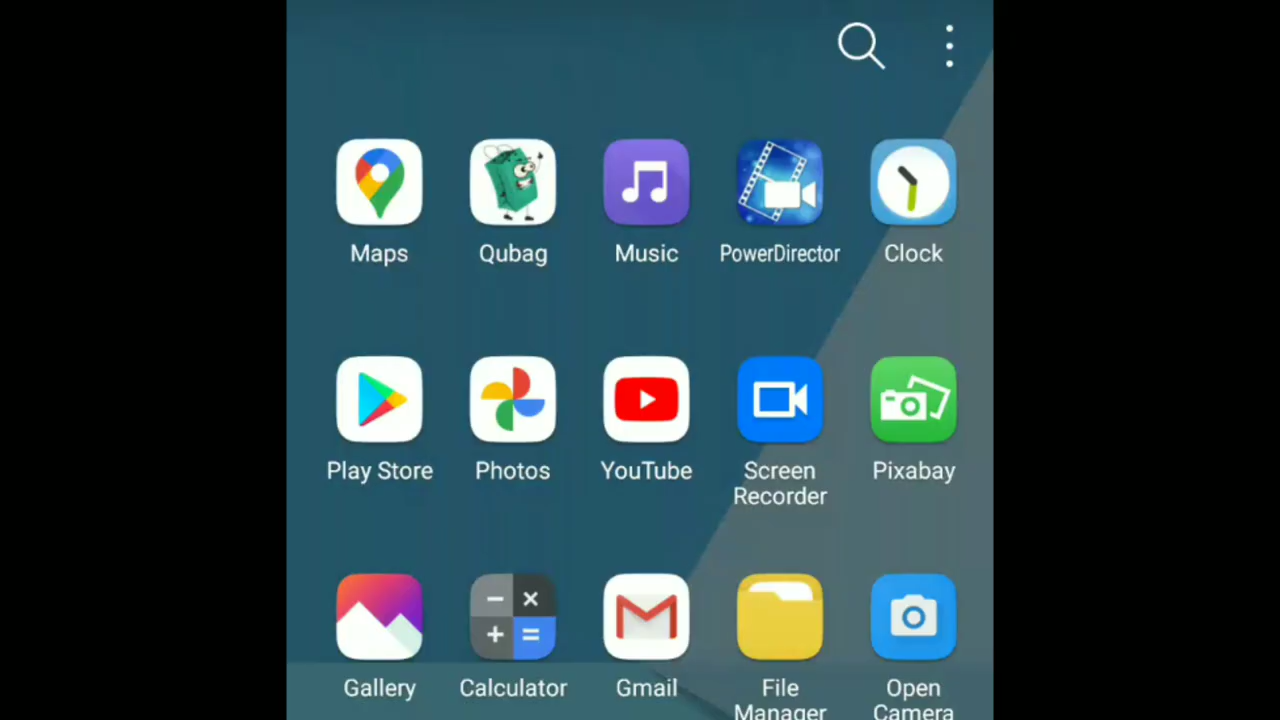 Maps
Qubag
Music
PowerDirector
Clock
Play Store
Photos
YouTube
Screen
Recorder
Pixabay
Gallery
Calculator
Gmail
File
Manager
Open
Camera